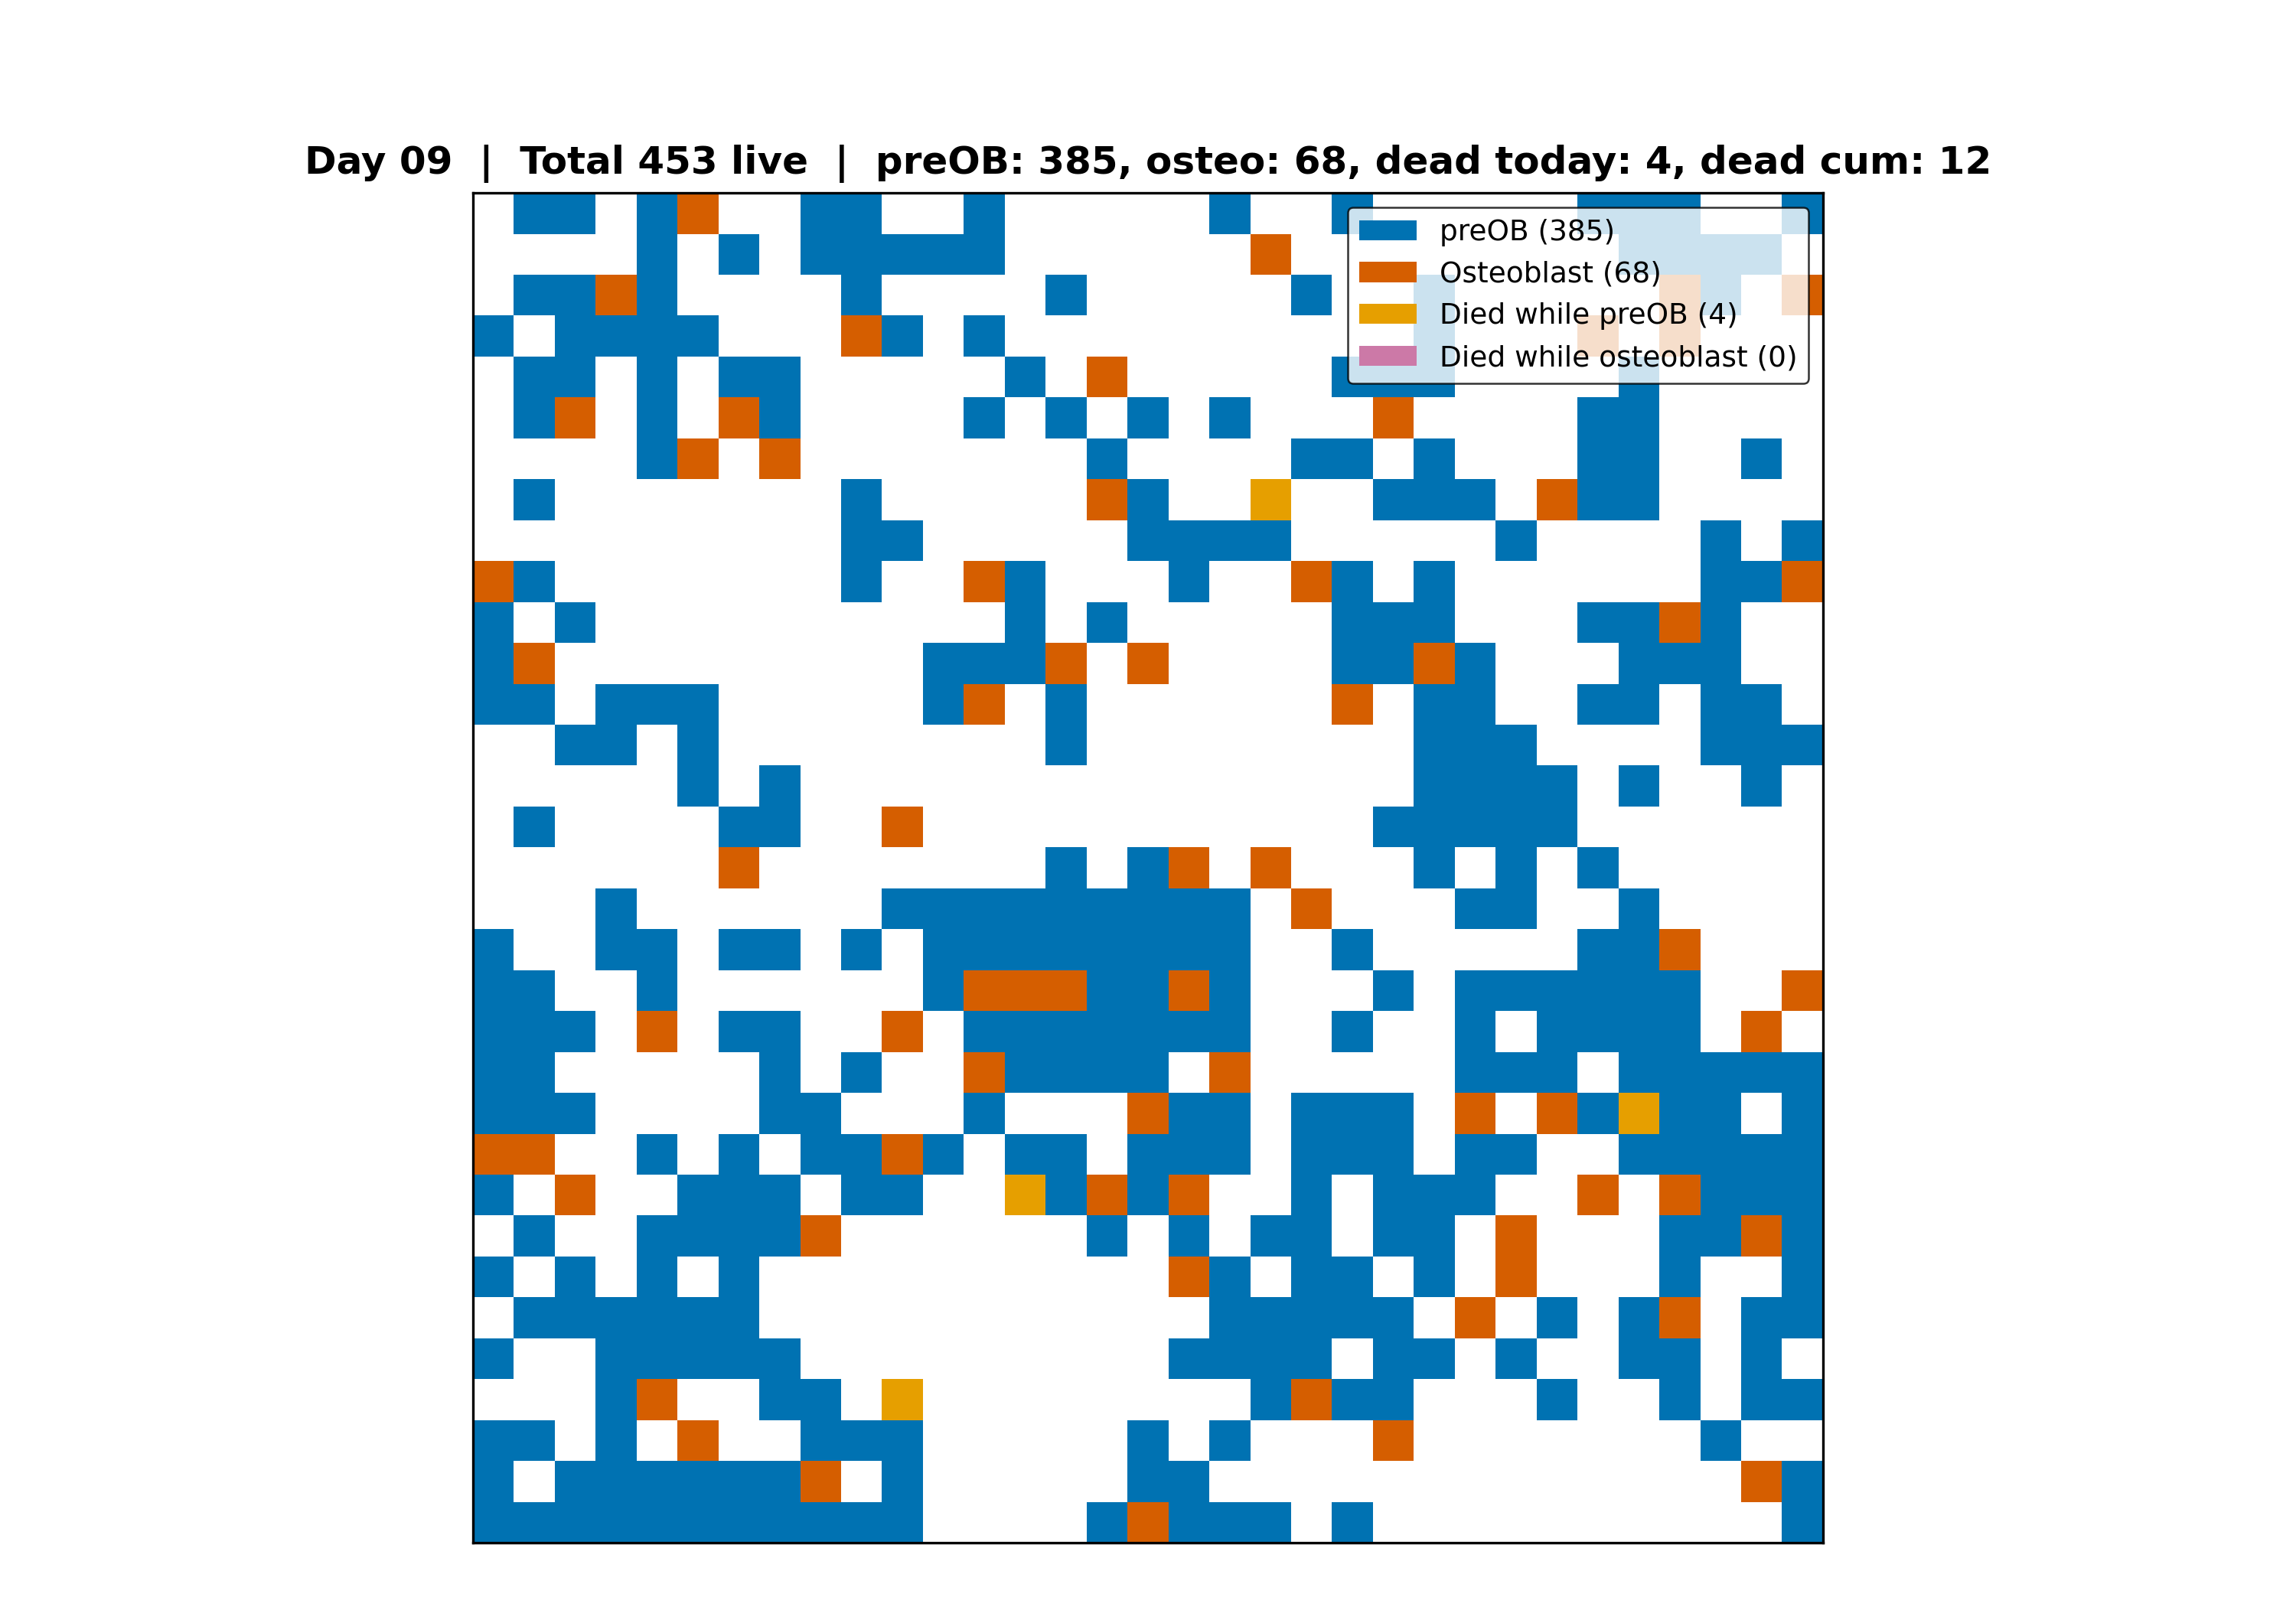 Day 09 | Total 453 live | preOB: 385, osteo: 68, dead today: 4, dead cum: 12
preOB (385)
Osteoblast (68)
Died while preOB (4)
Died while osteoblast (0)